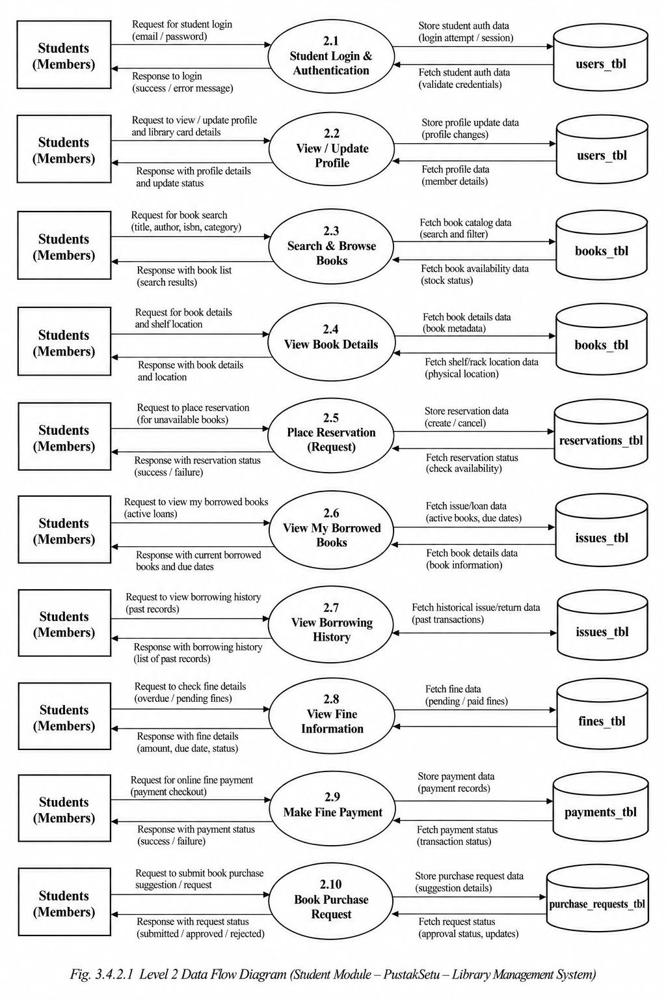 Request for student login
(email / password)
Students
(Members)
Response to login
(success / error message)
2.1
Student Login &
Authentication
Store student auth data
(login attempt / session)
Fetch student auth data
(validate credentials)
users_tbl
Request to view / update profile
and library card details
Students
(Members)
Response with profile details
and update status
2.2
View / Update
Profile
Store profile update data
(profile changes)
Fetch profile data
(member details)
users_tbl
Request for book search
(title, author, isbn, category)
Students
(Members)
Response with book list
(search results)
2.3
Search & Browse
Books
Fetch book catalog data
(search and filter)
Fetch book availability data
(stock status)
books_tbl
Request for book details
and shelf location
Students
(Members)
Response with book details
and location
2.4
View Book Details
Fetch book details data
(book metadata)
Fetch shelf/rack location data
(physical location)
books_tbl
Request to place reservation
(for unavailable books)
Students
(Members)
Response with reservation status
(success / failure)
2.5
Place Reservation
(Request)
Store reservation data
(create / cancel)
Fetch reservation status
(check availability)
reservations_tbl
Request to view my borrowed books
(active loans)
Students
(Members)
Response with current borrowed
books and due dates
2.6
View My Borrowed
Books
Fetch issue/loan data
(active books, due dates)
Fetch book details data
(book information)
issues_tbl
Request to view borrowing history
(past records)
Students
(Members)
Response with borrowing history
(list of past records)
2.7
View Borrowing
History
Fetch historical issue/return data
(past transactions)
issues_tbl
Request to check fine details
(overdue / pending fines)
Students
(Members)
Response with fine details
(amount, due date, status)
2.8
View Fine
Information
Fetch fine data
(pending / paid fines)
fines_tbl
Request for online fine payment
(payment checkout)
Students
(Members)
Response with payment status
(success / failure)
2.9
Make Fine Payment
Store payment data
(payment records)
Fetch payment status
(transaction status)
payments_tbl
Request to submit book purchase
suggestion / request
Students
(Members)
Response with request status
(submitted / approved / rejected)
2.10
Book Purchase
Request
Store purchase request data
(suggestion details)
Fetch request status
(approval status, updates)
purchase_requests_tbl
Fig. 3.4.2.1 Level 2 Data Flow Diagram (Student Module – PustakSetu – Library Management System)